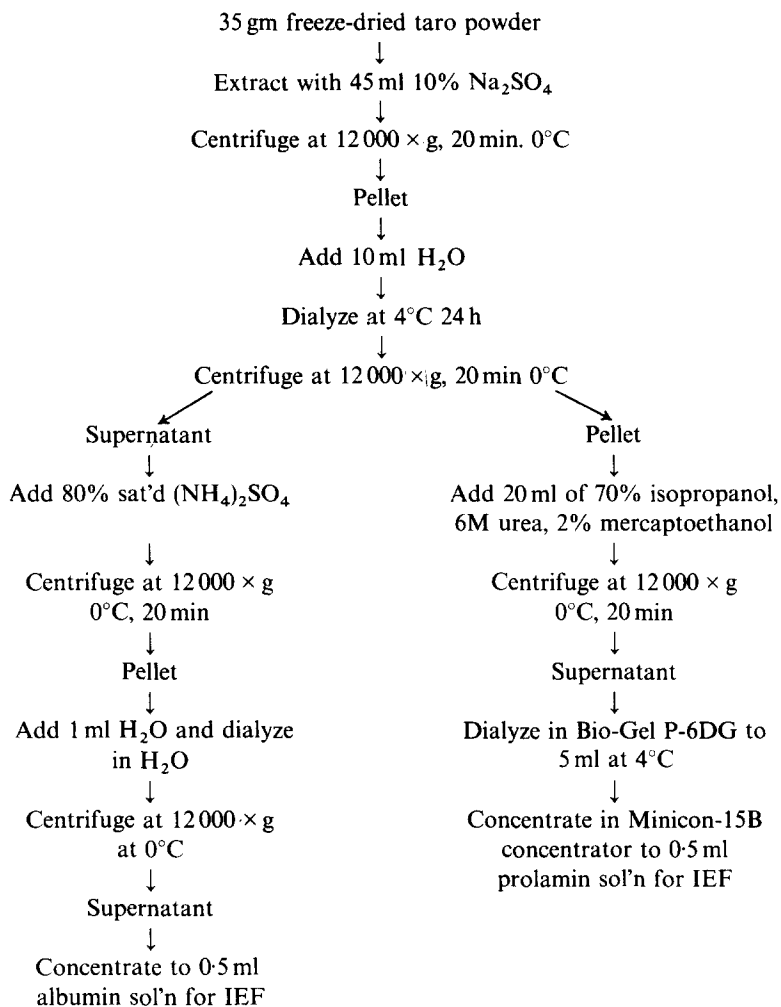 35 gm freeze-dried taro powder
↓
Extract with 45 ml 10% Na₂SO₄
↓
Centrifuge at 12 000 × g, 20 min. 0°C
↓
Pellet
↓
Add 10 ml H₂O
↓
Dialyze at 4°C 24 h
↓
Centrifuge at 12 000 × g, 20 min 0°C
Supernatant
↓
Add 80% sat'd (NH₄)₂SO₄
↓
Centrifuge at 12 000 × g
0°C, 20 min
↓
Pellet
↓
Add 1 ml H₂O and dialyze
in H₂O
↓
Centrifuge at 12 000 × g
at 0°C
↓
Supernatant
↓
Concentrate to 0·5 ml
albumin sol'n for IEF
Pellet
↓
Add 20 ml of 70% isopropanol,
6M urea, 2% mercaptoethanol
↓
Centrifuge at 12 000 × g
0°C, 20 min
↓
Supernatant
↓
Dialyze in Bio-Gel P-6DG to
5 ml at 4°C
↓
Concentrate in Minicon-15B
concentrator to 0·5 ml
prolamin sol'n for IEF